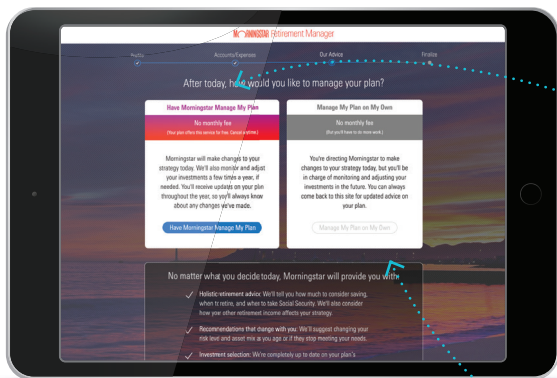 MORNINGSTAR Retirement Manager
Profile Accounts/Expenses Our Advice Finalize
After today, how would you like to manage your plan?
Have Morningstar Manage My Plan
No monthly fee
(Your plan offers this service for free. Cancel anytime.)
Morningstar will make changes to your
strategy today. We'll also monitor and adjust
your investments a few times a year, if
needed. You'll receive updates on your plan
throughout the year, so you'll always know
about any changes we've made.
Have Morningstar Manage My Plan
Manage My Plan on My Own
No monthly fee
(But you'll have to do more work.)
You're directing Morningstar to make
changes to your strategy today, but you'll be
in charge of monitoring and adjusting your
investments in the future. You can always
come back to this site for updated advice on
your plan.
Manage My Plan on My Own
No matter what you decide today, Morningstar will provide you with:
Holistic retirement advice: We'll tell you how much to consider saving,
when to retire, and when to take Social Security. We'll also consider
how your other retirement income affects your strategy.
Recommendations that change with you: We'll suggest changing your
risk level and asset mix as you age or if they stop meeting your needs.
Investment selection: We're completely up to date on your plan's